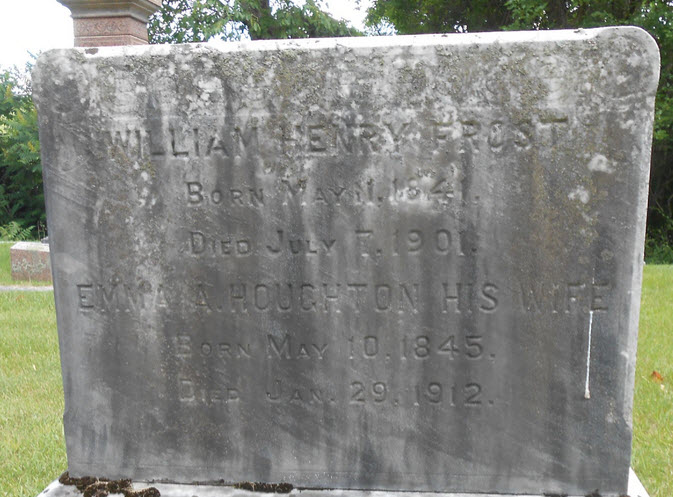 WILLIAM HENRY FROST
BORN MAY 11, 1841.
DIED JULY 7, 1901.
EMMA A. HOUGHTON HIS WIFE
BORN MAY 10, 1845.
DIED JAN. 29, 1912.